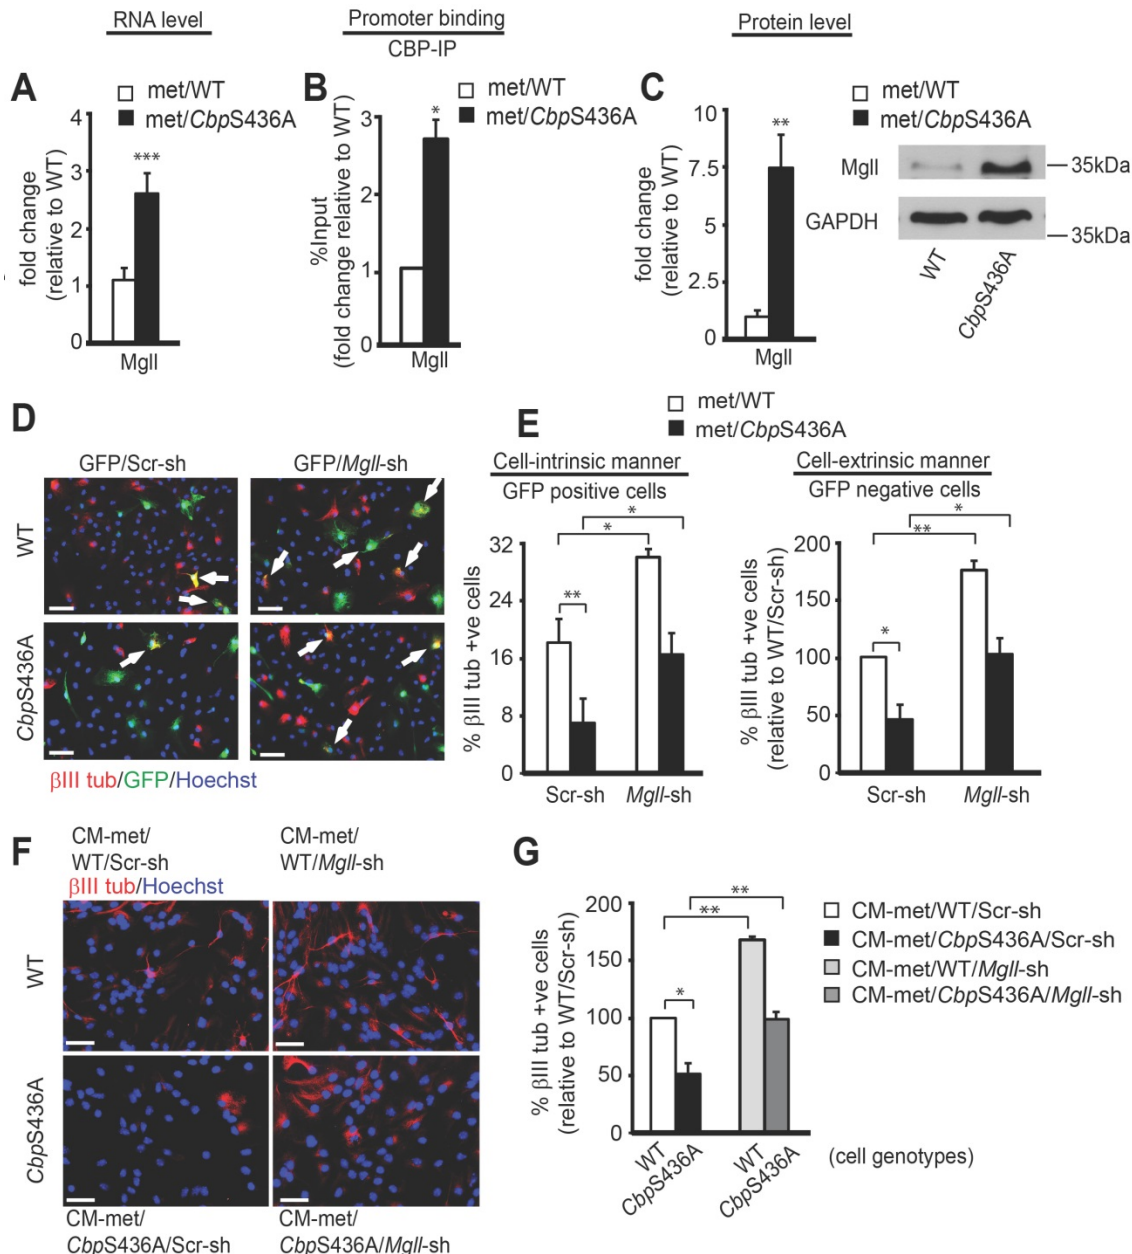 RNA level
Promoter binding
CBP-IP
Protein level
A
met/WT
met/CbpS436A
fold change
(relative to WT)
4
3
2
1
0
***
Mgll
B
met/WT
met/CbpS436A
%Input
(fold change relative to WT)
3
2
1
0
*
Mgll
C
met/WT
met/CbpS436A
fold change
(relative to WT)
10
7.5
5
2.5
0
**
Mgll
Mgll
35kDa
GAPDH
35kDa
WT
CbpS436A
D
GFP/Scr-sh
GFP/Mgll-sh
WT
CbpS436A
βIII tub/GFP/Hoechst
met/WT
met/CbpS436A
E
Cell-intrinsic manner
GFP positive cells
% βIII tub +ve cells
32
24
16
8
0
*
*
**
Scr-sh
Mgll-sh
Cell-extrinsic manner
GFP negative cells
% βIII tub +ve cells
(relative to WT/Scr-sh)
200
150
100
50
0
*
**
*
Scr-sh
Mgll-sh
F
CM-met/
WT/Scr-sh
CM-met/
WT/Mgll-sh
βIII tub/Hoechst
WT
CbpS436A
CM-met/
CbpS436A/Scr-sh
CM-met/
CbpS436A/Mgll-sh
G
% βIII tub +ve cells
(relative to WT/Scr-sh)
200
150
100
50
0
**
**
*
WT
CbpS436A
WT
CbpS436A
(cell genotypes)
CM-met/WT/Scr-sh
CM-met/CbpS436A/Scr-sh
CM-met/WT/Mgll-sh
CM-met/CbpS436A/Mgll-sh